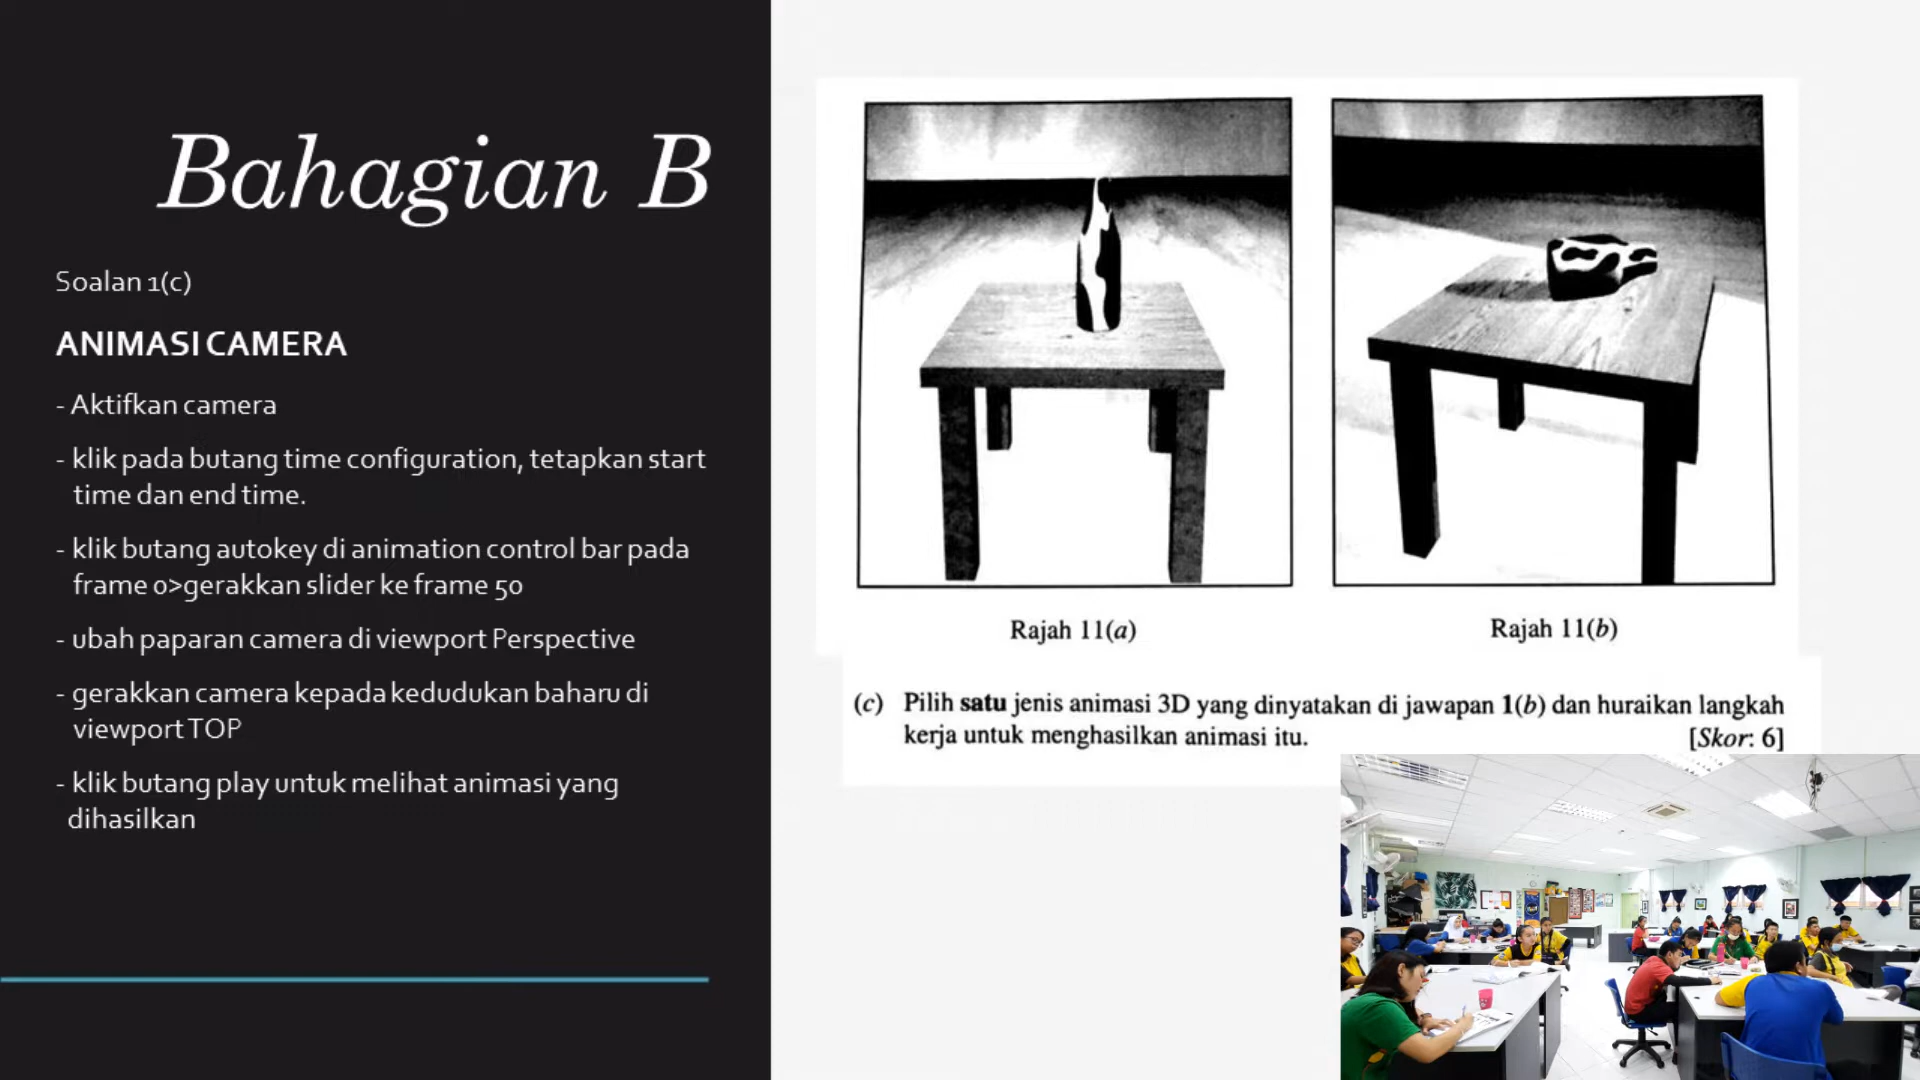 Bahagian B
Soalan 1(c)
ANIMASI CAMERA
- Aktifkan camera
- klik pada butang time configuration, tetapkan start
time dan end time.
- klik butang autokey di animation control bar pada
frame 0>gerakkan slider ke frame 50
- ubah paparan camera di viewport Perspective
- gerakkan camera kepada kedudukan baharu di
viewport TOP
- klik butang play untuk melihat animasi yang
dihasilkan
Rajah 11(a)
Rajah 11(b)
(c) Pilih satu jenis animasi 3D yang dinyatakan di jawapan 1(b) dan huraikan langkah
kerja untuk menghasilkan animasi itu. [Skor: 6]